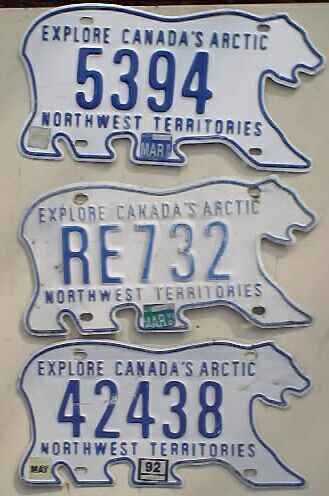 EXPLORE CANADA'S ARCTIC
5394
NORTHWEST TERRITORIES
MAR
EXPLORE CANADA'S ARCTIC
RE732
NORTHWEST TERRITORIES
MAR
EXPLORE CANADA'S ARCTIC
42438
NORTHWEST TERRITORIES
MAY 92